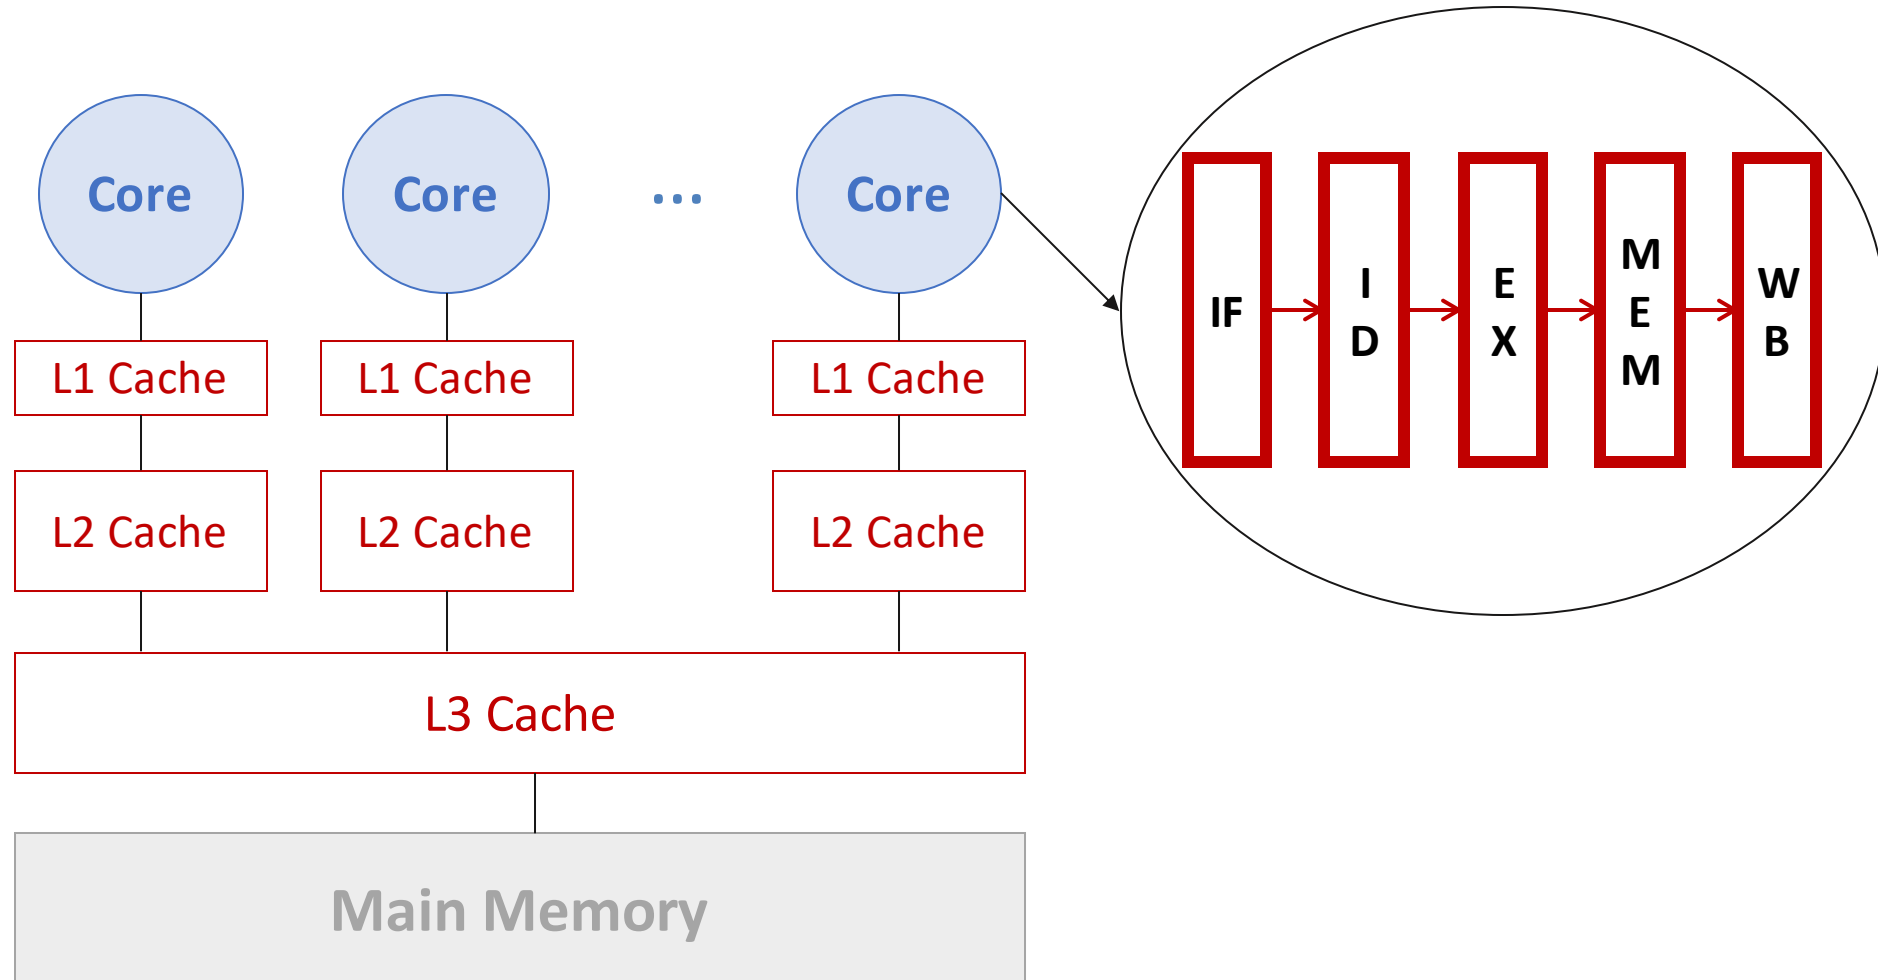 Core
Core
...
Core
L1 Cache
L1 Cache
L1 Cache
L2 Cache
L2 Cache
L2 Cache
L3 Cache
Main Memory
IF
I
D
E
X
M
E
M
W
B